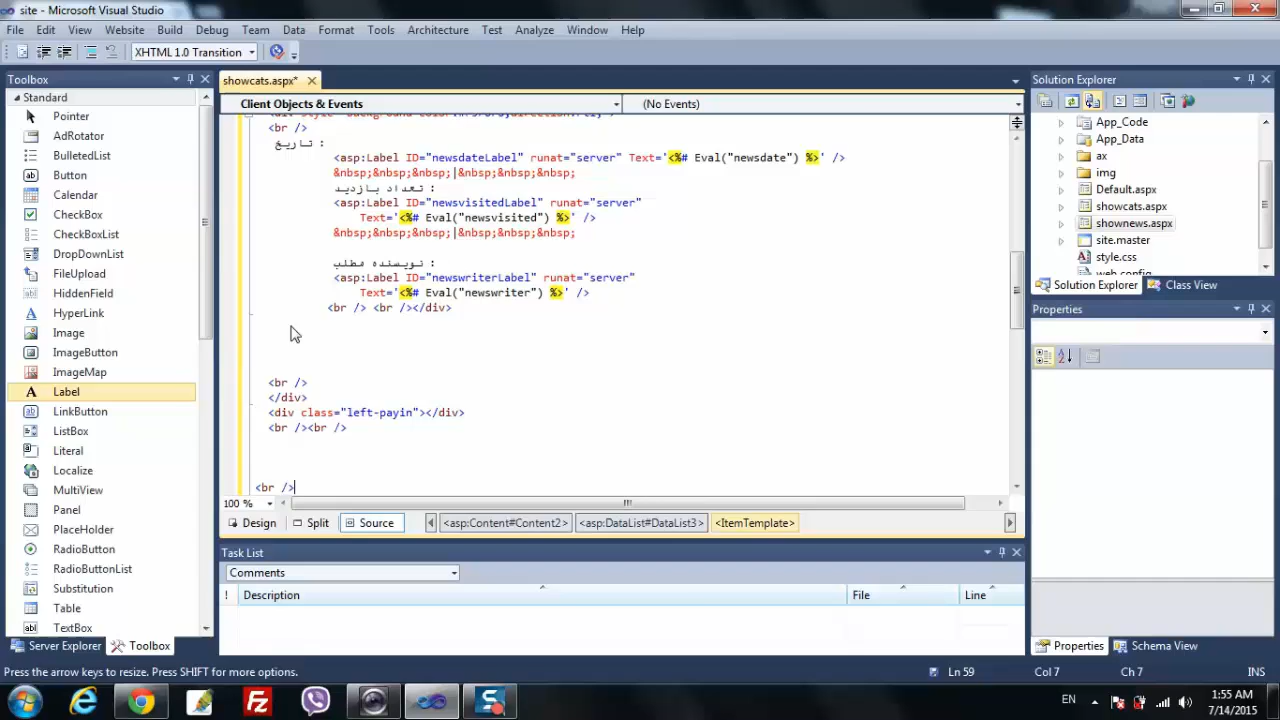 site - Microsoft Visual Studio
File Edit View Website Build Debug Team Data Format Tools Architecture Test Analyze Window Help
XHTML 1.0 Transition
Toolbox
Standard
Pointer
AdRotator
BulletedList
Button
Calendar
CheckBox
CheckBoxList
DropDownList
FileUpload
HiddenField
HyperLink
Image
ImageButton
ImageMap
Label
LinkButton
ListBox
Literal
Localize
MultiView
Panel
PlaceHolder
RadioButton
RadioButtonList
Substitution
Table
TextBox
Server Explorer Toolbox
showcats.aspx*
Client Objects & Events (No Events)
<br />
تاریخ :
<asp:Label ID="newsdateLabel" runat="server" Text='<%# Eval("newsdate") %>' />
&nbsp;&nbsp;&nbsp;|&nbsp;&nbsp;&nbsp;
تعداد بازدید :
<asp:Label ID="newsvisitedLabel" runat="server"
Text='<%# Eval("newsvisited") %>' />
&nbsp;&nbsp;&nbsp;|&nbsp;&nbsp;&nbsp;
نویسنده مطلب :
<asp:Label ID="newswriterLabel" runat="server"
Text='<%# Eval("newswriter") %>' />
<br /> <br /></div>
<br />
</div>
<div class="left-payin"></div>
<br /><br />
<br />
100 %
Design Split Source <asp:Content#Content2> <asp:DataList#DataList3> <ItemTemplate>
Task List
Comments
! Description File Line
Solution Explorer
App_Code
App_Data
ax
img
Default.aspx
showcats.aspx
shownews.aspx
site.master
style.css
web.config
Solution Explorer Class View
Properties
Properties Schema View
Press the arrow keys to resize. Press SHIFT for more options. Ln 59 Col 7 Ch 7 INS
EN 1:55 AM
7/14/2015